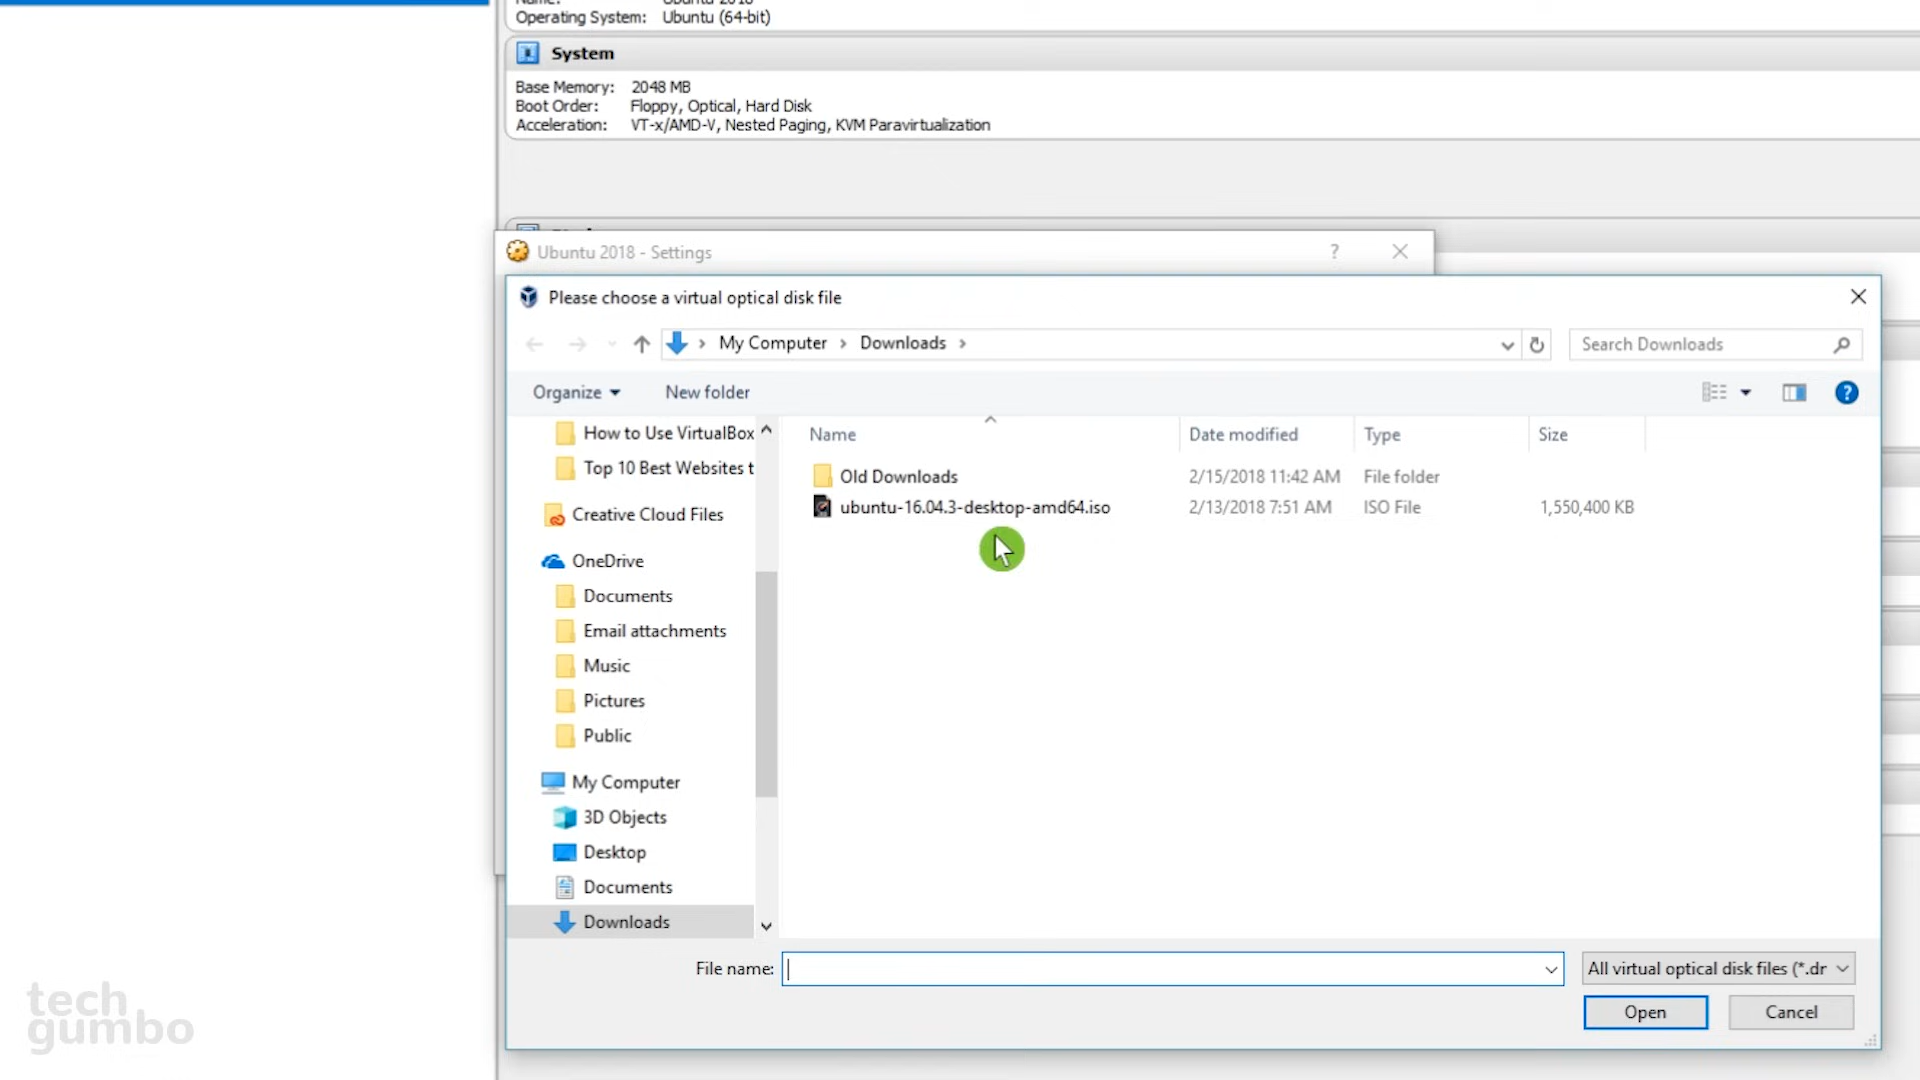 Operating System: Ubuntu (64-bit)
System
Base Memory: 2048 MB
Boot Order: Floppy, Optical, Hard Disk
Acceleration: VT-x/AMD-V, Nested Paging, KVM Paravirtualization
Ubuntu 2018 - Settings
?
Please choose a virtual optical disk file
My Computer > Downloads >
Search Downloads
Organize
New folder
?
How to Use VirtualBox
Top 10 Best Websites t
Creative Cloud Files
OneDrive
Documents
Email attachments
Music
Pictures
Public
My Computer
3D Objects
Desktop
Documents
Downloads
Name Date modified Type Size
Old Downloads 2/15/2018 11:42 AM File folder
ubuntu-16.04.3-desktop-amd64.iso 2/13/2018 7:51 AM ISO File 1,550,400 KB
File name:
All virtual optical disk files (*.dr
Open
Cancel
tech
gumbo